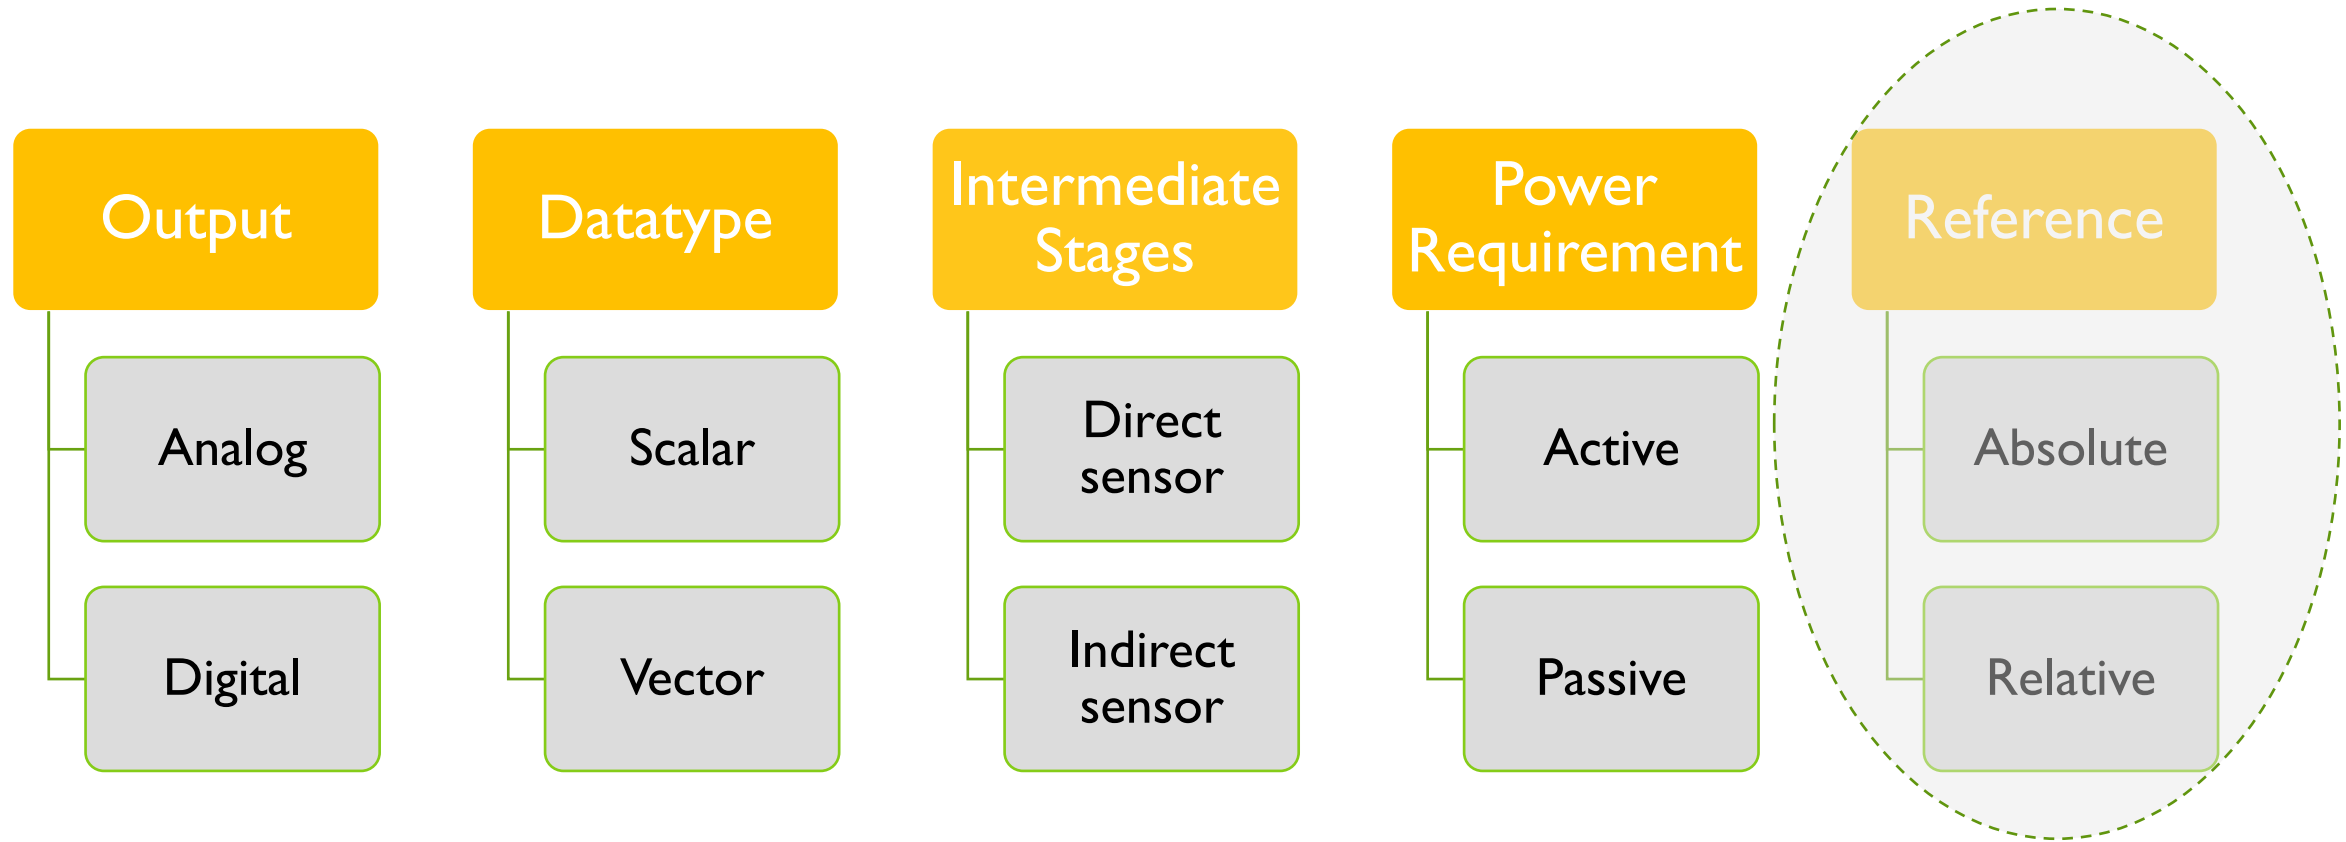 Output
Analog
Digital
Datatype
Scalar
Vector
Intermediate
Stages
Direct
sensor
Indirect
sensor
Power
Requirement
Active
Passive
Reference
Absolute
Relative